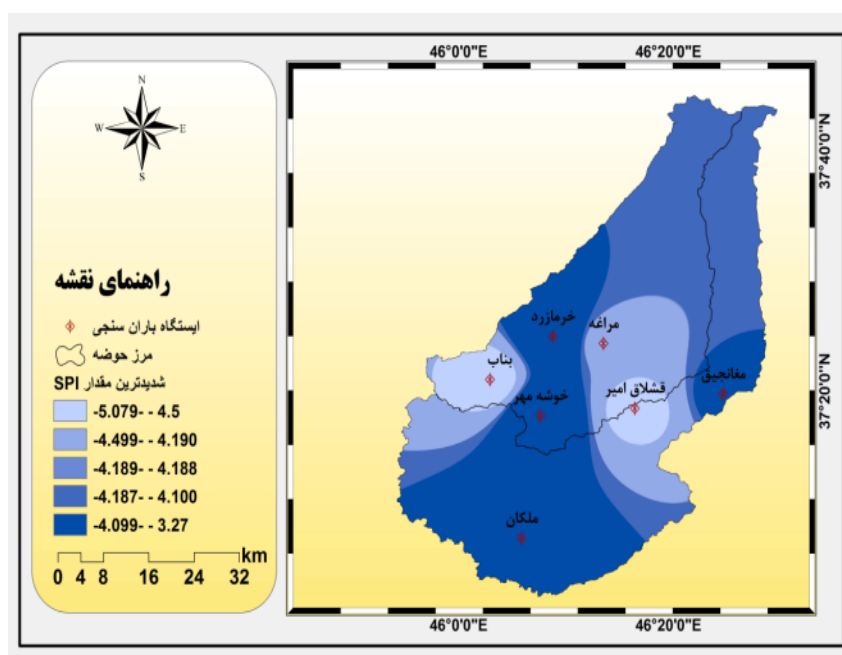 46°0'0"E 46°20'0"E
N
W E
S
37°40'0"N
راهنمای نقشه
ایستگاه باران سنجی
مرز حوضه
شدیدترین مقدار SPI
-5.079- - 4.5
-4.499- - 4.190
-4.189- - 4.188
-4.187- - 4.100
-4.099- - 3.27
km
0 4 8 16 24 32
خرمازرد
مراغه
بناب
مغانجیق
قشلاق امیر
خوشه مهر
ملکان
37°20'0"N
46°0'0"E 46°20'0"E